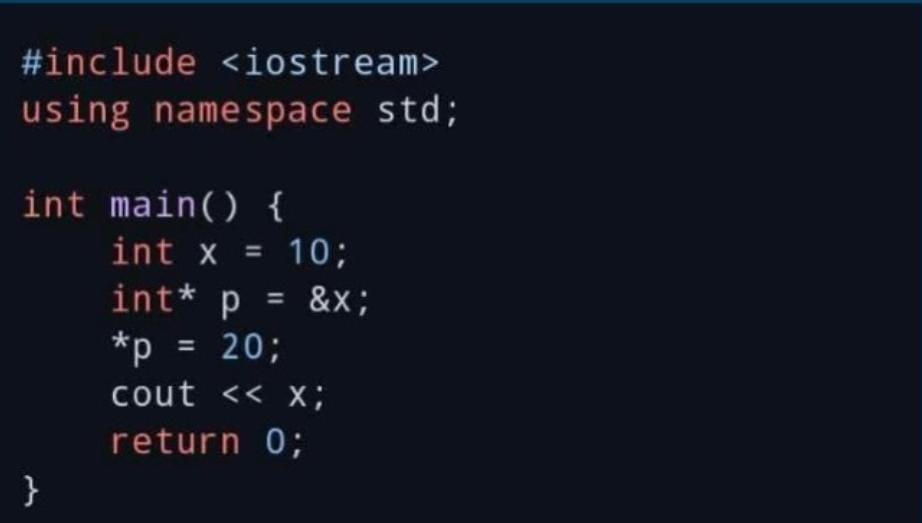 #include <iostream>
using namespace std;
int main() {
int x = 10;
int* p = &x;
*p = 20;
cout << x;
return 0;
}